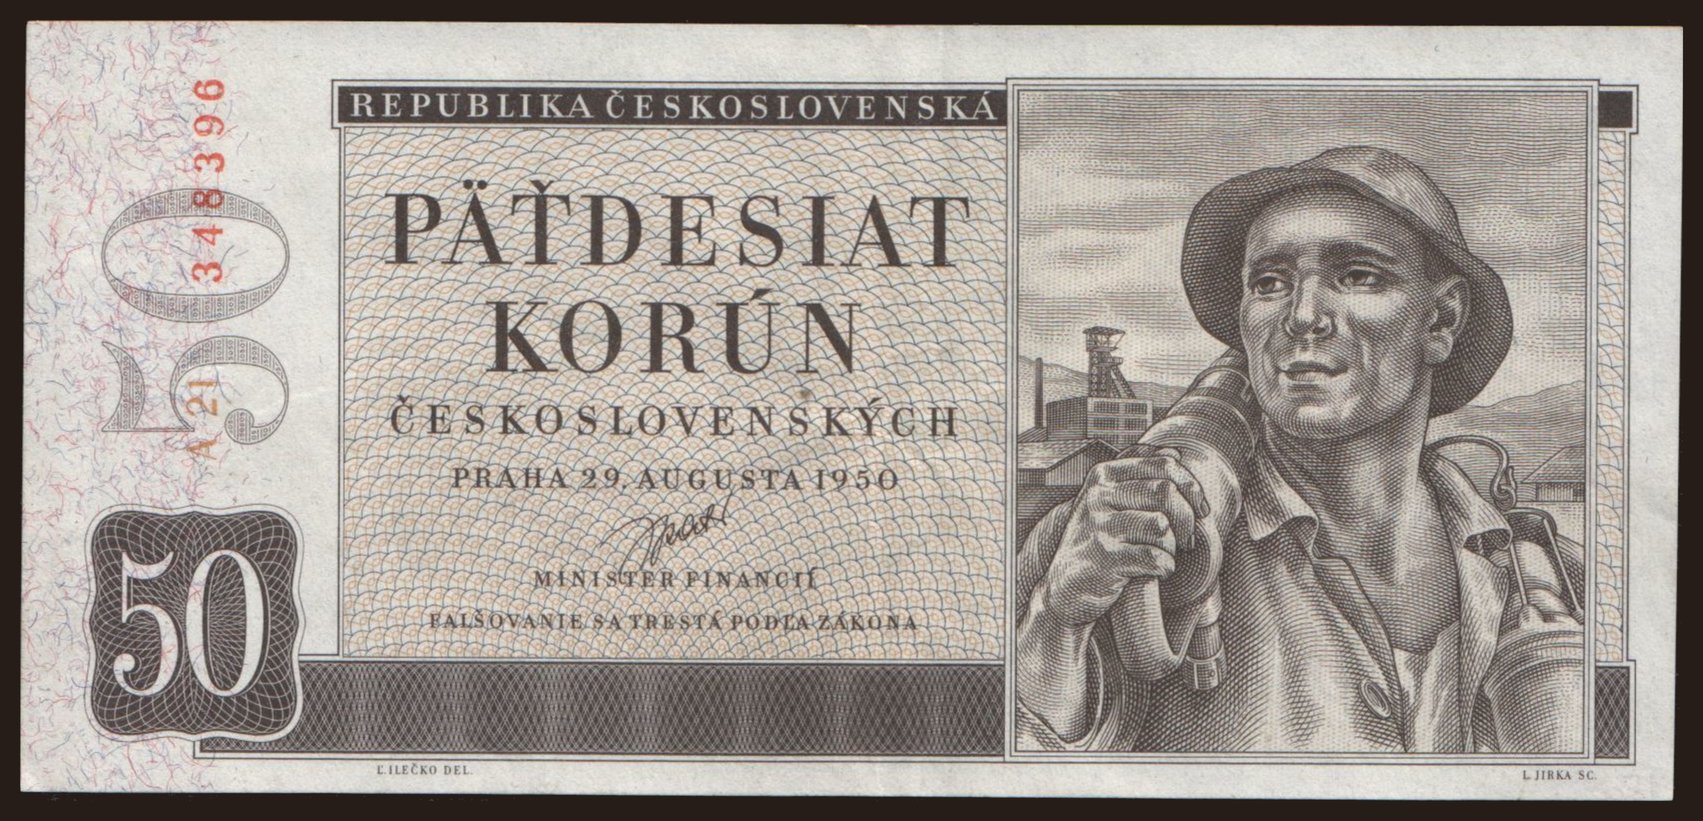 REPUBLIKA ČESKOSLOVENSKÁ
PÄŤDESIAT
KORÚN
ČESKOSLOVENSKÝCH
PRAHA 29. AUGUSTA 1950
MINISTER FINANCIÍ
FALŠOVANIE SA TRESTÁ PODĽA ZÁKONA
50
A 21 348396
50
Ľ. ILEČKO DEL.
L. JIRKA SC.